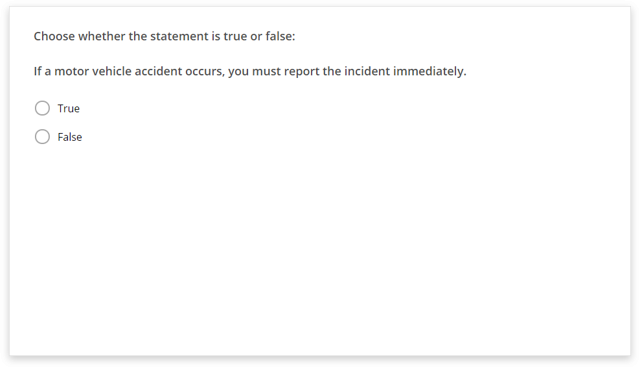 Choose whether the statement is true or false:
If a motor vehicle accident occurs, you must report the incident immediately.
True
False